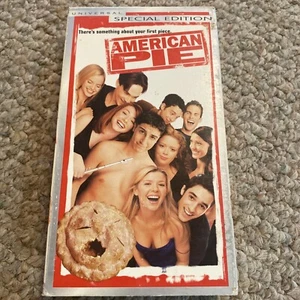 UNIVERSAL
SPECIAL EDITION
There's something about your first piece.
AMERICAN
PIE